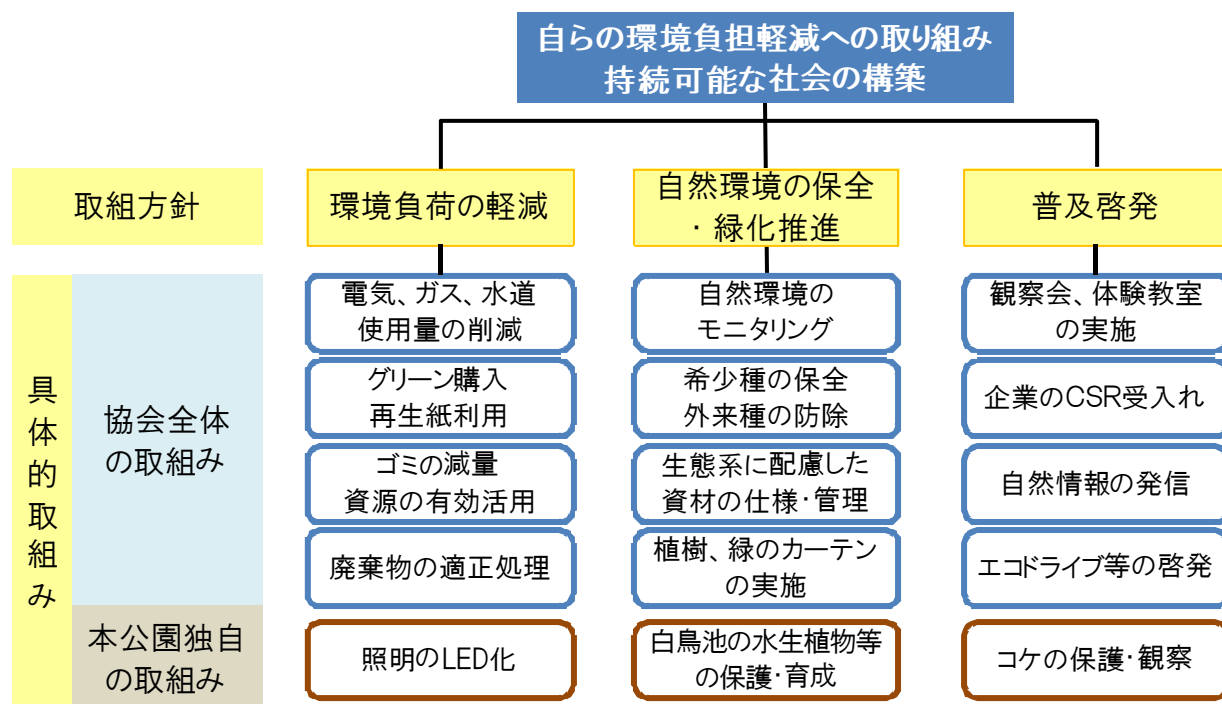 自らの環境負担軽減への取り組み
持続可能な社会の構築
取組方針
環境負荷の軽減
自然環境の保全
・緑化推進
普及啓発
具体的取組み
協会全体
の取組み
電気、ガス、水道
使用量の削減
自然環境の
モニタリング
観察会、体験教室
の実施
グリーン購入
再生紙利用
希少種の保全
外来種の防除
企業のCSR受入れ
ゴミの減量
資源の有効活用
生態系に配慮した
資材の仕様・管理
自然情報の発信
廃棄物の適正処理
植樹、緑のカーテン
の実施
エコドライブ等の啓発
本公園独自
の取組み
照明のLED化
白鳥池の水生植物等
の保護・育成
コケの保護・観察